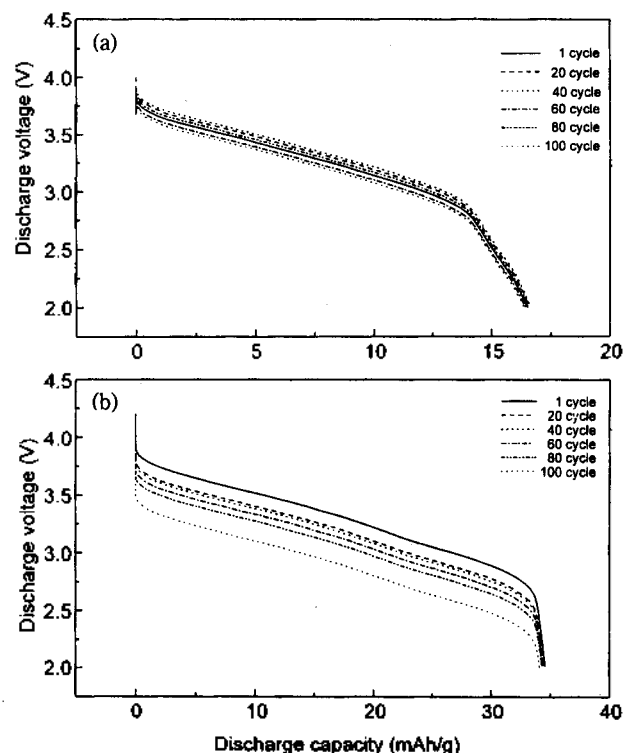 (a)
1 cycle
20 cycle
40 cycle
60 cycle
80 cycle
100 cycle
Discharge voltage (V)
4.5
4.0
3.5
3.0
2.5
2.0
0
5
10
15
20
(b)
1 cycle
20 cycle
40 cycle
60 cycle
80 cycle
100 cycle
Discharge voltage (V)
4.5
4.0
3.5
3.0
2.5
2.0
0
10
20
30
40
Discharge capacity (mAh/g)